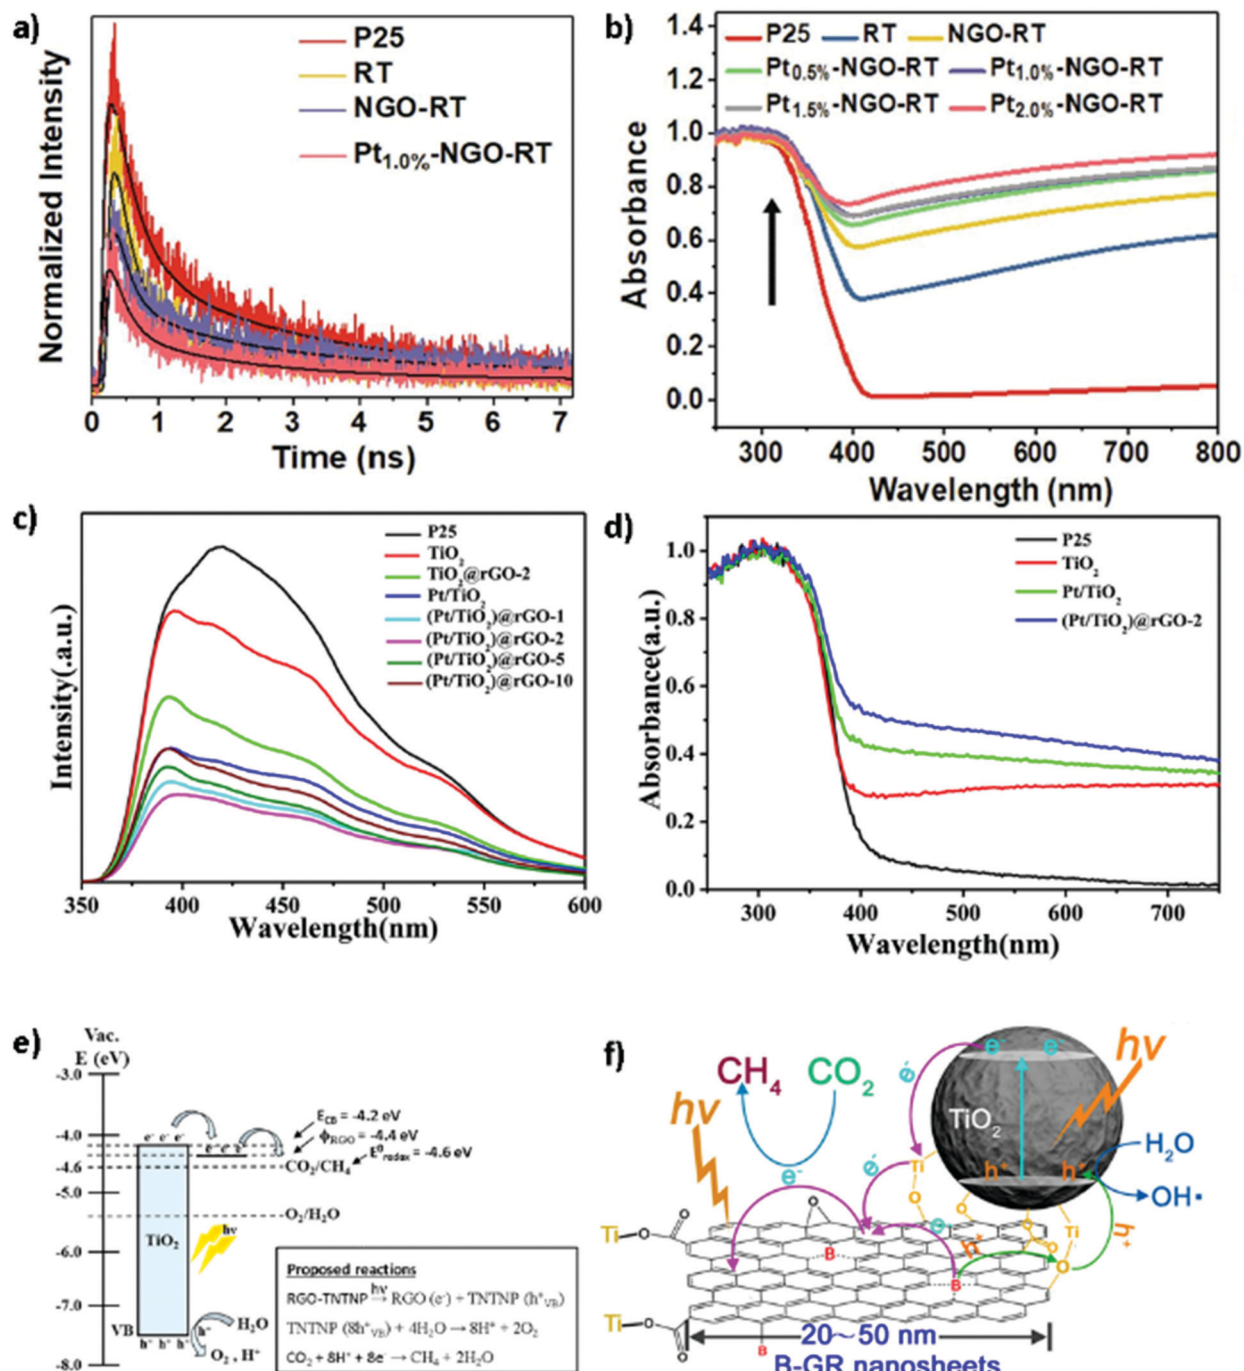 a)
Normalized Intensity
P25
RT
NGO-RT
Pt1.0%-NGO-RT
0 1 2 3 4 5 6 7
Time (ns)
b)
Absorbance
1.4
1.2
1.0
0.8
0.6
0.4
0.2
0.0
P25 RT NGO-RT
Pt0.5%-NGO-RT Pt1.0%-NGO-RT
Pt1.5%-NGO-RT Pt2.0%-NGO-RT
300 400 500 600 700 800
Wavelength (nm)
c)
Intensity(.a.u.)
P25
TiO2
TiO2@rGO-2
Pt/TiO2
(Pt/TiO2)@rGO-1
(Pt/TiO2)@rGO-2
(Pt/TiO2)@rGO-5
(Pt/TiO2)@rGO-10
350 400 450 500 550 600
Wavelength(nm)
d)
Absorbance(a.u.)
1.0
0.8
0.6
0.4
0.2
0.0
P25
TiO2
Pt/TiO2
(Pt/TiO2)@rGO-2
300 400 500 600 700
Wavelength(nm)
e)
Vac.
E (eV)
-3.0
-4.0
-4.6
-5.0
-6.0
-7.0
-8.0
e- e- e-
e- e- e-
ECB = -4.2 eV
ϕRGO = -4.4 eV
E0redox = -4.6 eV
CO2/CH4
O2/H2O
TiO2
hν
VB
h+ h+ h+
h+
H2O
O2 , H+
Proposed reactions
RGO-TNTNP hν→ RGO (e-) + TNTNP (h+VB)
TNTNP (8h+VB) + 4H2O → 8H+ + 2O2
CO2 + 8H+ + 8e- → CH4 + 2H2O
f)
CH4 CO2
hν
hν
e-
e-
e-
e- e
TiO2
h+ h+
H2O
OH•
Ti
O
O
O
e
Ti
O
h+
h+
O
B
B
B
Ti O
O
Ti O
O
20~50 nm
B-GR nanosheets